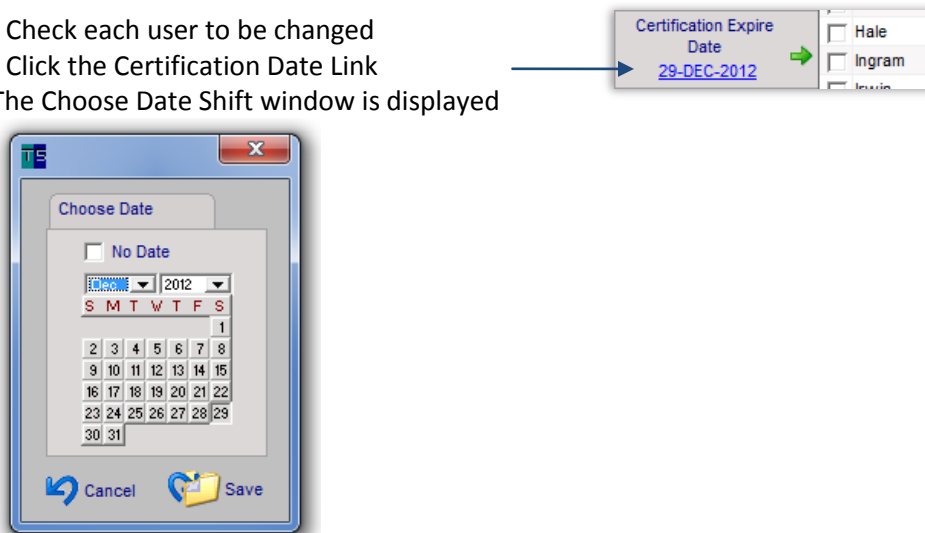 Check each user to be changed
Click the Certification Date Link
The Choose Date Shift window is displayed
Certification Expire
Date
29-DEC-2012
Hale
Ingram
TS
Choose Date
No Date
Dec 2012
S M T W T F S
1
2 3 4 5 6 7 8
9 10 11 12 13 14 15
16 17 18 19 20 21 22
23 24 25 26 27 28 29
30 31
Cancel Save